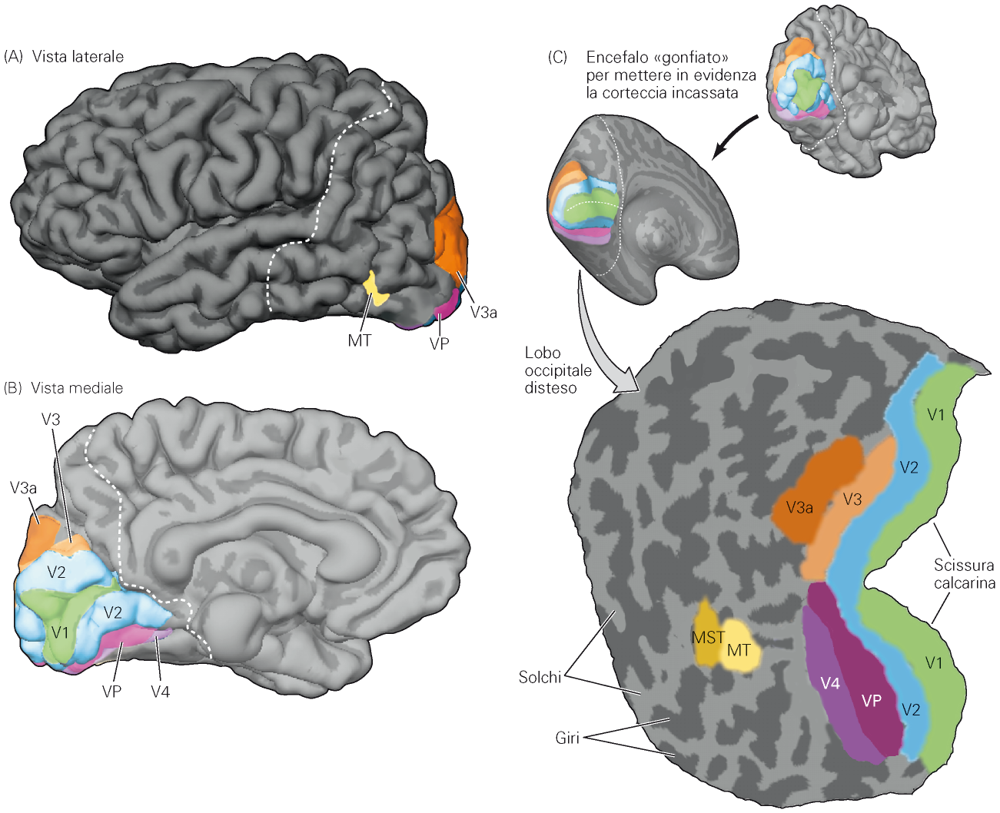 (A) Vista laterale
MT
VP
V3a
(B) Vista mediale
V3
V3a
V2
V2
V1
VP
V4
(C) Encefalo «gonfiato»
per mettere in evidenza
la corteccia incassata
Lobo
occipitale
disteso
V1
V2
V3
V3a
Scissura
calcarina
MST
MT
V1
V4
VP
V2
Solchi
Giri